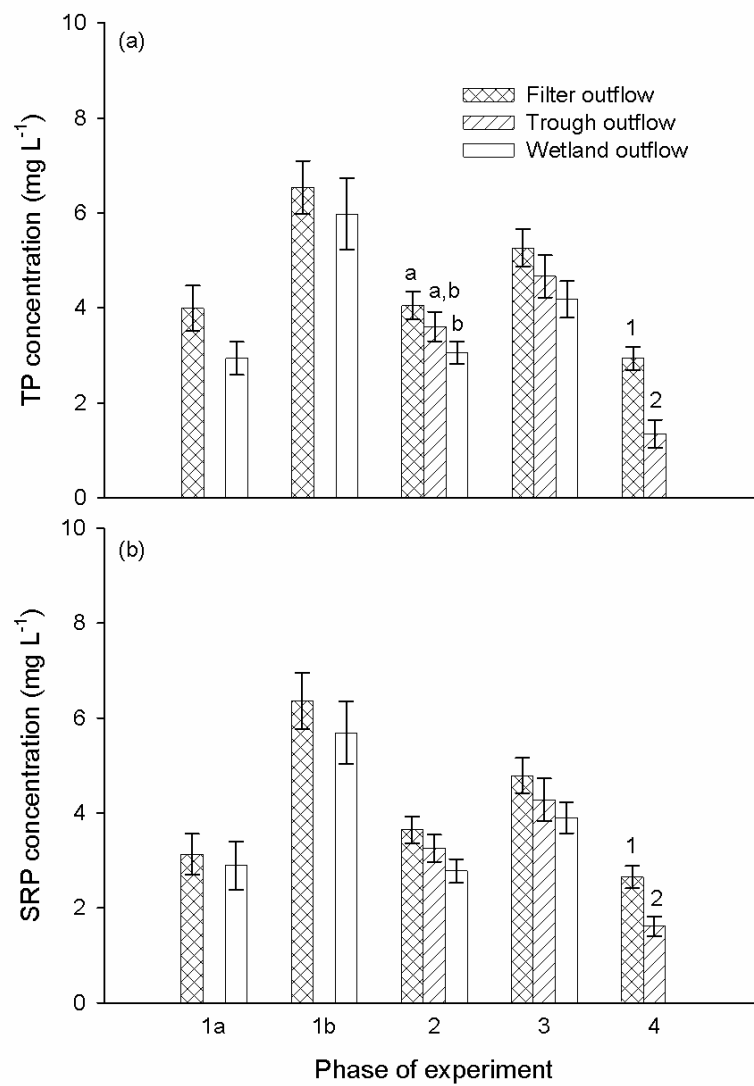 10
(a)
Filter outflow
Trough outflow
Wetland outflow
8
6
4
2
0
TP concentration (mg L-1)
a
a,b
b
1
2
10
(b)
8
6
4
2
0
SRP concentration (mg L-1)
1
2
1a 1b 2 3 4
Phase of experiment